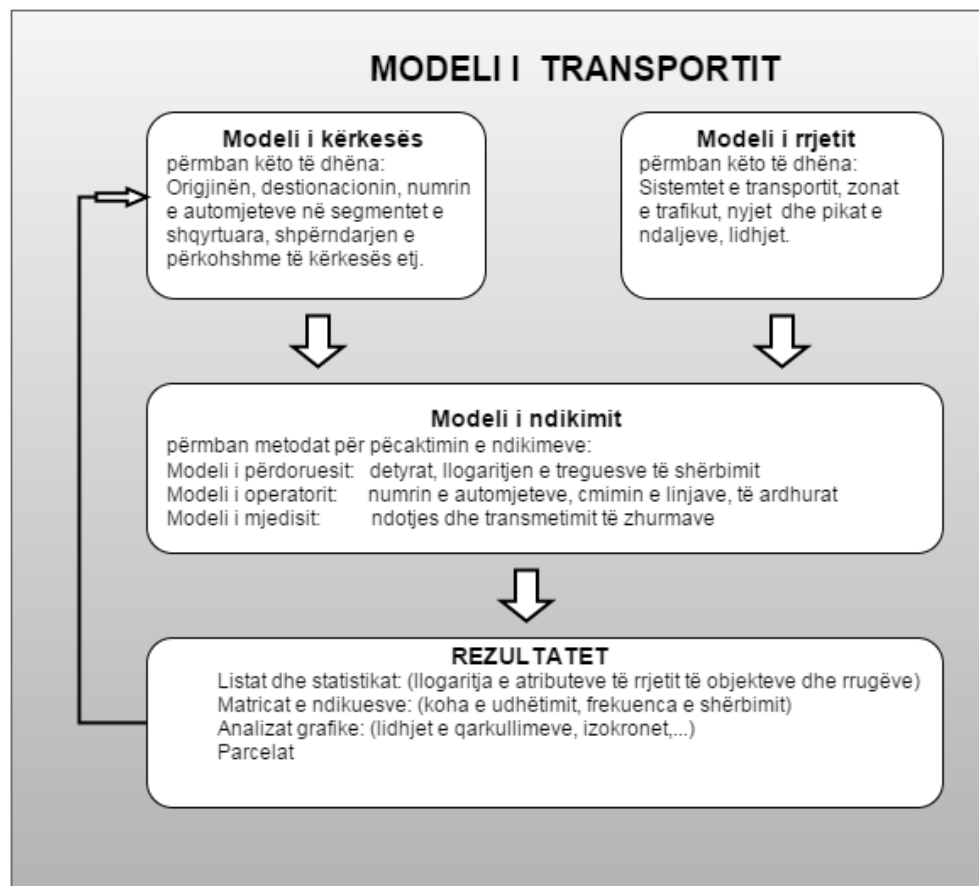 MODELI I TRANSPORTIT
Modeli i kërkesës
përmban këto të dhëna:
Origjinën, destionacionin, numrin
e automjeteve në segmentet e
shqyrtuara, shpërndarjen e
përkohshme të kërkesës etj.
Modeli i rrjetit
përmban këto të dhëna:
Sistemtet e transportit, zonat
e trafikut, nyjet dhe pikat e
ndaljeve, lidhjet.
Modeli i ndikimit
përmban metodat për pëcaktimin e ndikimeve:
Modeli i përdoruesit: detyrat, llogaritjen e treguesve të shërbimit
Modeli i operatorit: numrin e automjeteve, cmimin e linjave, të ardhurat
Modeli i mjedisit: ndotjes dhe transmetimit të zhurmave
REZULTATET
Listat dhe statistikat: (llogaritja e atributeve të rrjetit të objekteve dhe rrugëve)
Matricat e ndikuesve: (koha e udhëtimit, frekuenca e shërbimit)
Analizat grafike: (lidhjet e qarkullimeve, izokronet,...)
Parcelat